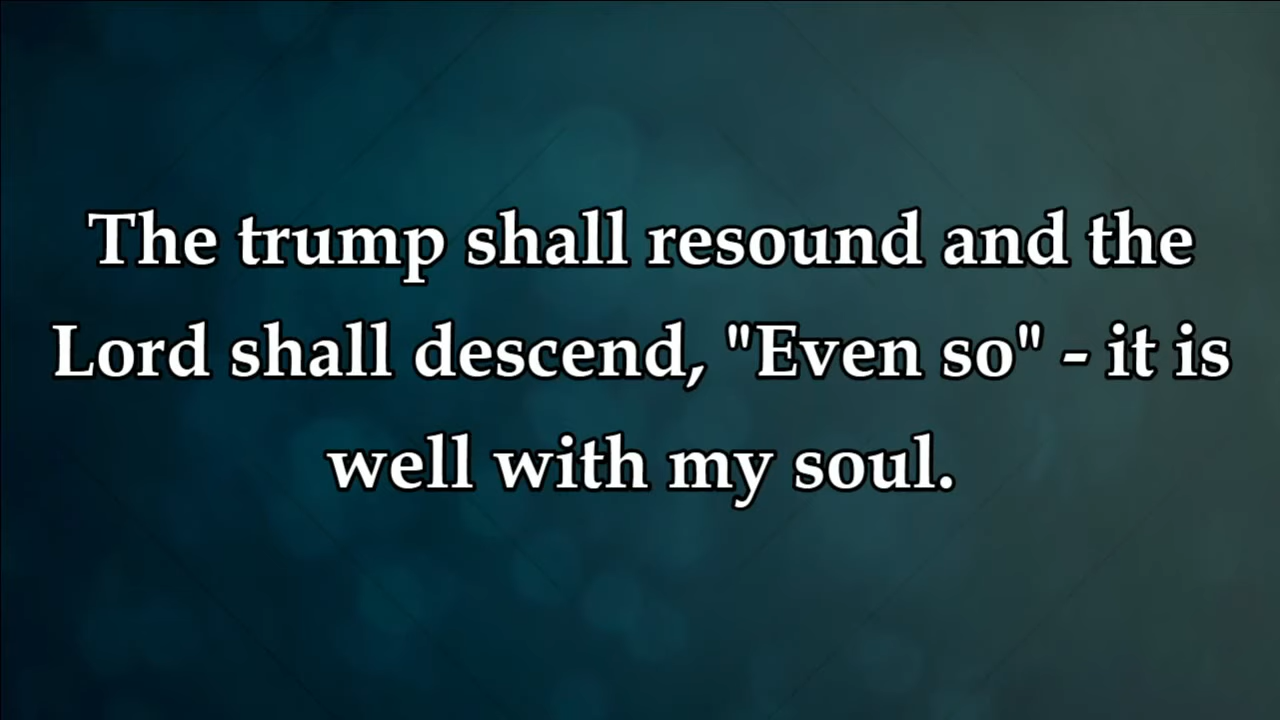 The trump shall resound and the
Lord shall descend, "Even so" - it is
well with my soul.